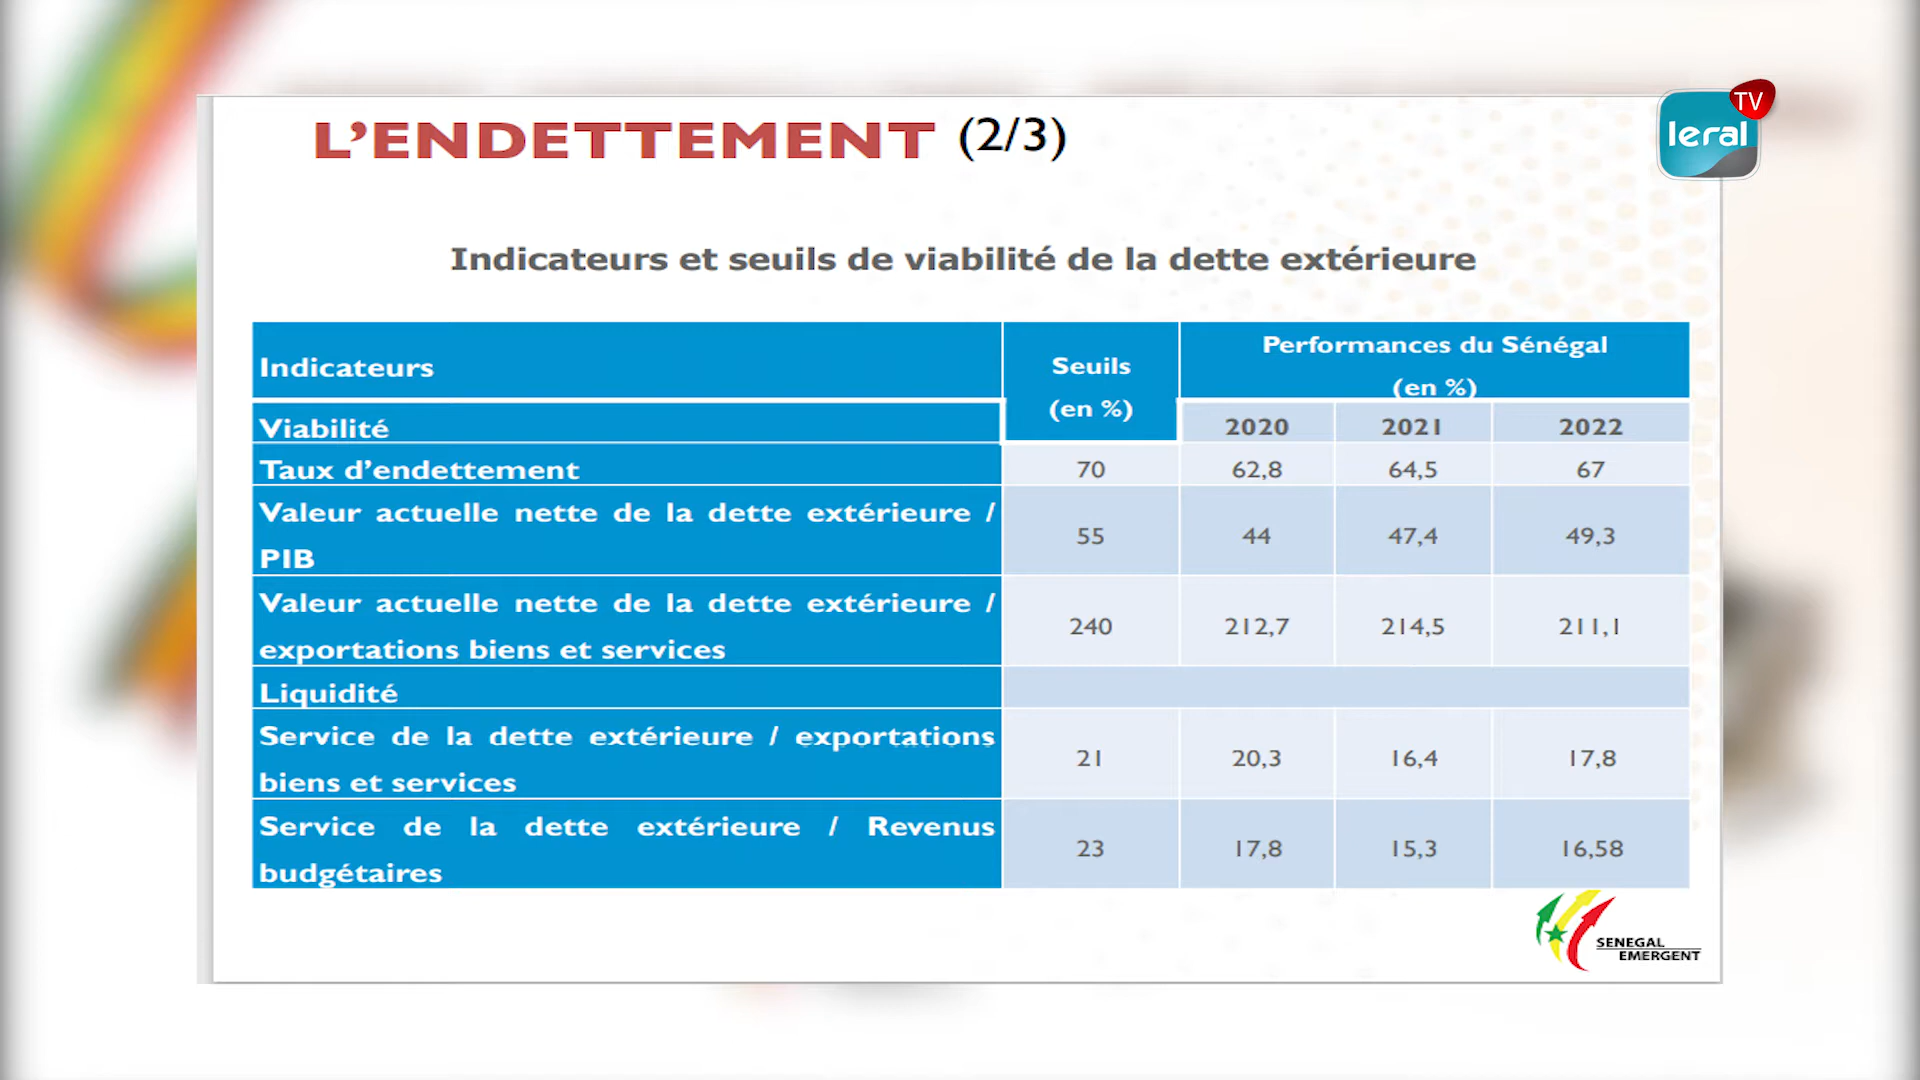 TV
leral
L’ENDETTEMENT (2/3)
Indicateurs et seuils de viabilité de la dette extérieure
Indicateurs
Seuils
(en %)
Performances du Sénégal
(en %)
Viabilité
2020 2021 2022
Taux d’endettement 70 62,8 64,5 67
Valeur actuelle nette de la dette extérieure /
PIB
55 44 47,4 49,3
Valeur actuelle nette de la dette extérieure /
exportations biens et services
240 212,7 214,5 211,1
Liquidité
Service de la dette extérieure / exportations
biens et services
21 20,3 16,4 17,8
Service de la dette extérieure / Revenus
budgétaires
23 17,8 15,3 16,58
SENEGAL
EMERGENT